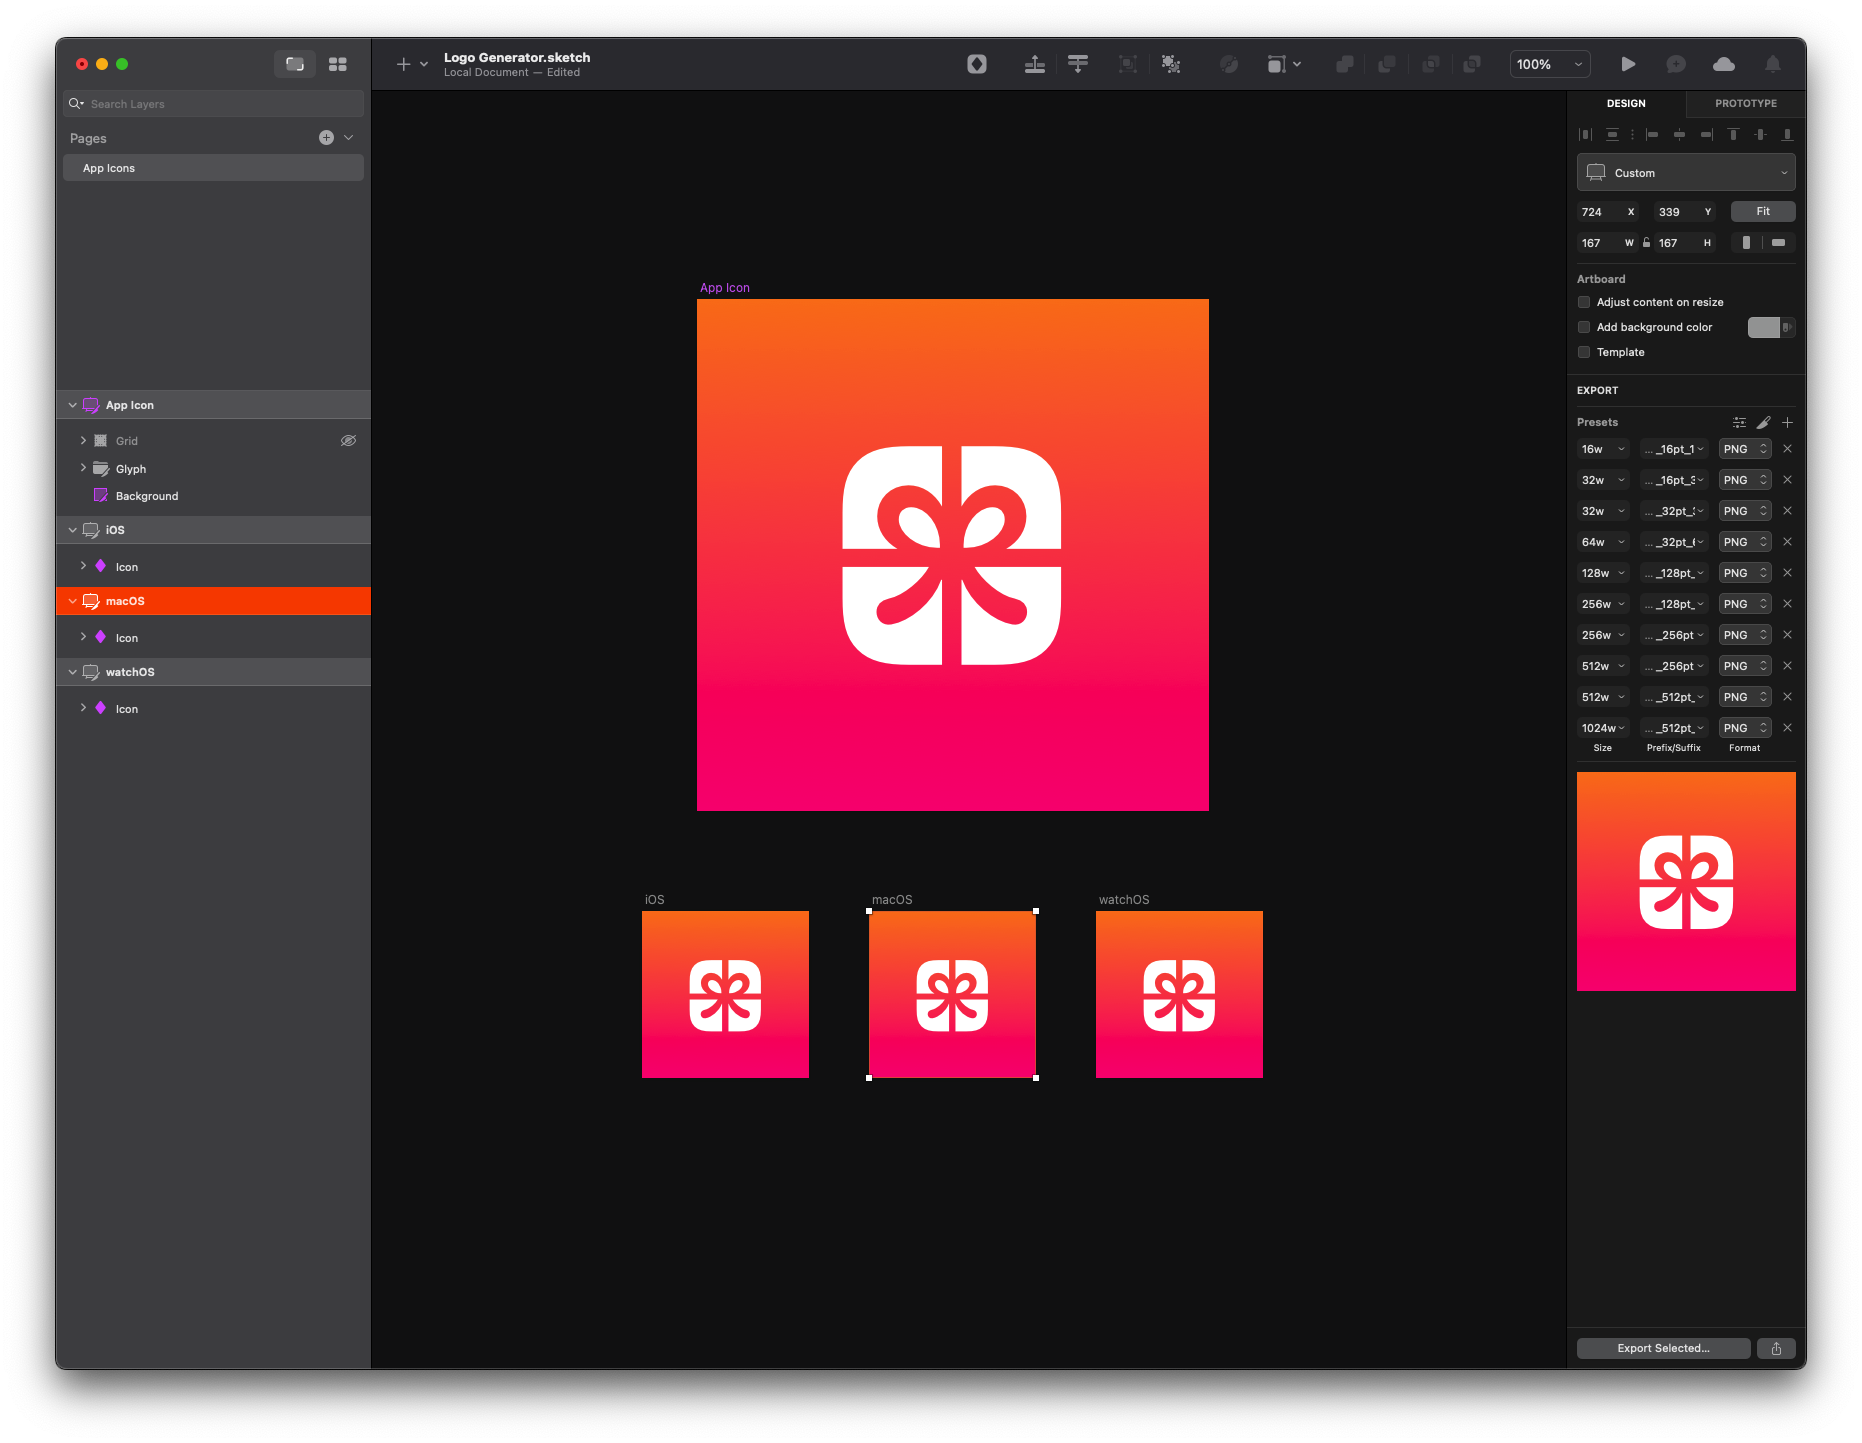 Logo Generator.sketch
Local Document — Edited
100%
Search Layers
Pages
App Icons
App Icon
Grid
Glyph
Background
iOS
Icon
macOS
Icon
watchOS
Icon
App Icon
iOS
macOS
watchOS
DESIGN
PROTOTYPE
Custom
724 X
339 Y
Fit
167 W
167 H
Artboard
Adjust content on resize
Add background color
Template
EXPORT
Presets
16w ... _16pt_1 PNG
32w ... _16pt_ PNG
32w ... _32pt_ PNG
64w ... _32pt_ PNG
128w ... _128pt_ PNG
256w ... _128pt_ PNG
256w ... _256pt PNG
512w ... _256pt PNG
512w ... _512pt_ PNG
1024w ... _512pt_ PNG
Size Prefix/Suffix Format
Export Selected...